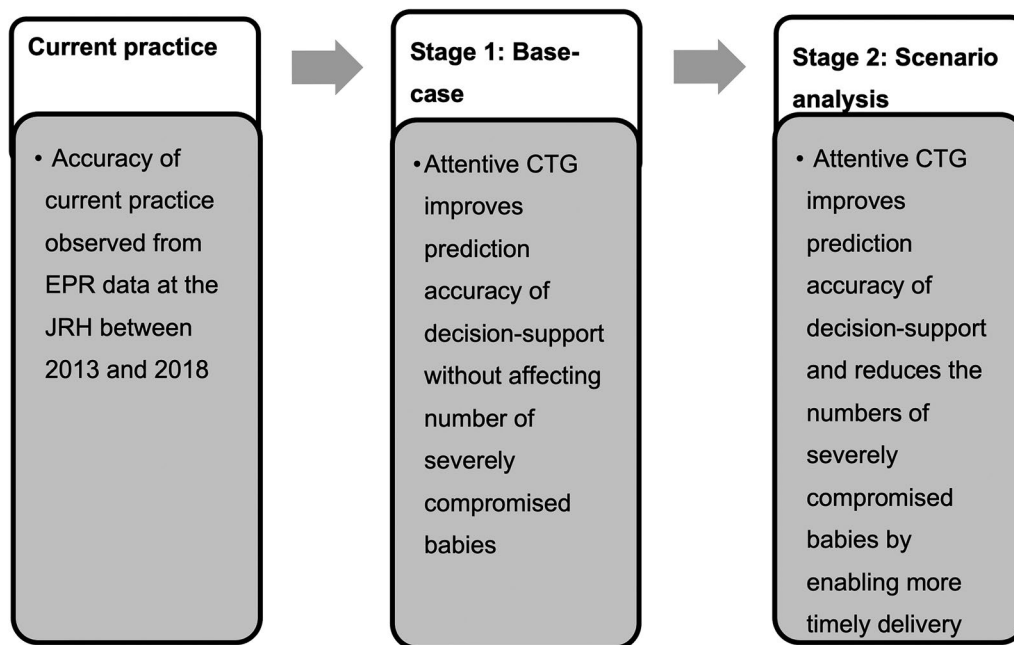 Current practice
• Accuracy of
current practice
observed from
EPR data at the
JRH between
2013 and 2018
Stage 1: Base-
case
• Attentive CTG
improves
prediction
accuracy of
decision-support
without affecting
number of
severely
compromised
babies
Stage 2: Scenario
analysis
• Attentive CTG
improves
prediction
accuracy of
decision-support
and reduces the
numbers of
severely
compromised
babies by
enabling more
timely delivery